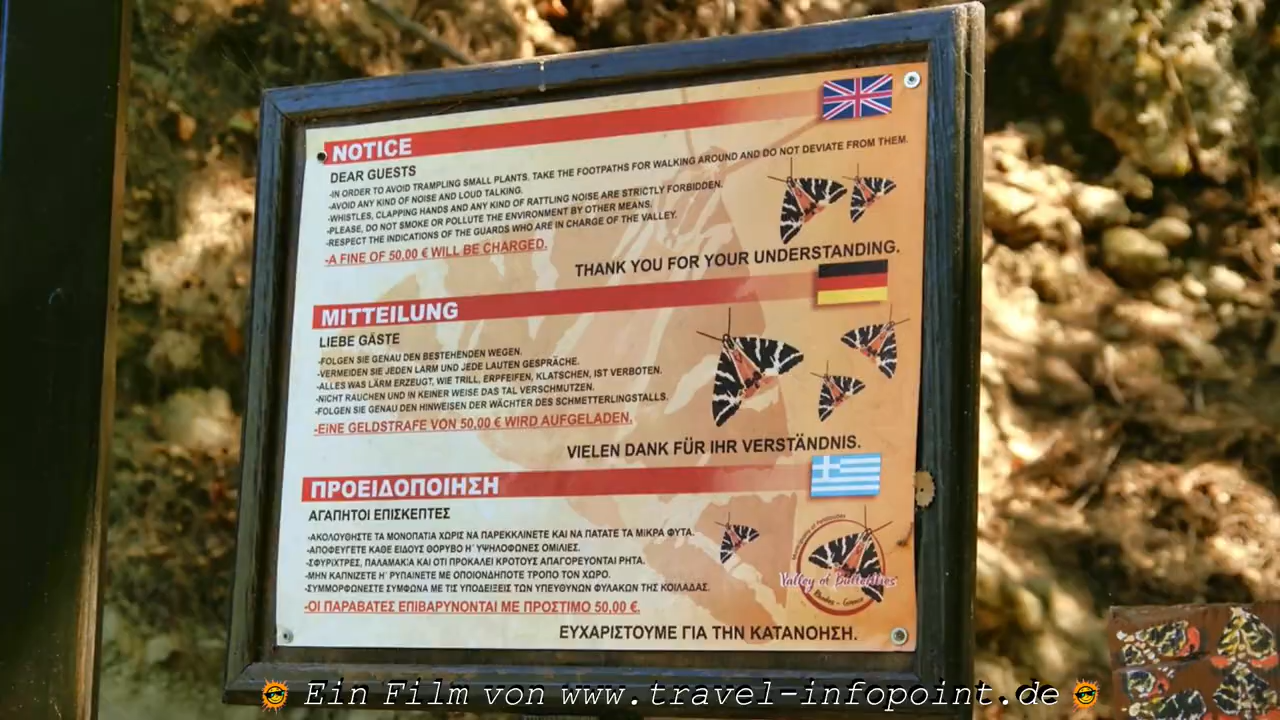 NOTICE
DEAR GUESTS
-IN ORDER TO AVOID TRAMPLING SMALL PLANTS. TAKE THE FOOTPATHS FOR WALKING AROUND AND DO NOT DEVIATE FROM THEM.
-AVOID ANY KIND OF NOISE AND LOUD TALKING.
-WHISTLES, CLAPPING HANDS AND ANY KIND OF RATTLING NOISE ARE STRICTLY FORBIDDEN.
-PLEASE, DO NOT SMOKE OR POLLUTE THE ENVIRONMENT BY OTHER MEANS.
-RESPECT THE INDICATIONS OF THE GUARDS WHO ARE IN CHARGE OF THE VALLEY.
-A FINE OF 50,00 € WILL BE CHARGED.
THANK YOU FOR YOUR UNDERSTANDING.
MITTEILUNG
LIEBE GÄSTE
-FOLGEN SIE GENAU DEN BESTEHENDEN WEGEN.
-VERMEIDEN SIE JEDEN LÄRM UND JEDE LAUTEN GESPRÄCHE.
-ALLES WAS LÄRM ERZEUGT, WIE TRILL, ERPFEIFEN, KLATSCHEN, IST VERBOTEN.
-NICHT RAUCHEN UND IN KEINER WEISE DAS TAL VERSCHMUTZEN.
-FOLGEN SIE GENAU DEN HINWEISEN DER WÄCHTER DES SCHMETTERLINGSTALLS.
-EiNE GELDSTRAFE VON 50,00 € WIRD AUFGELADEN.
VIELEN DANK FÜR IHR VERSTÄNDNIS.
ΠΡΟΕΙΔΟΠΟΙΗΣΗ
ΑΓΑΠΗΤΟΙ ΕΠΙΣΚΕΠΤΕΣ
-ΑΚΟΛΟΥΘΗΣΤΕ ΤΑ ΜΟΝΟΠΑΤΙΑ ΧΩΡΙΣ ΝΑ ΠΑΡΕΚΚΛΙΝΕΤΕ ΚΑΙ ΝΑ ΠΑΤΑΤΕ ΤΑ ΜΙΚΡΑ ΦΥΤΑ.
-ΑΠΟΦΕΥΓΕΤΕ ΚΑΘΕ ΕΙΔΟΥΣ ΘΟΡΥΒΟ Η΄ ΥΨΗΛΟΦΩΝΕΣ ΟΜΙΛΙΕΣ.
-ΣΦΥΡΙΧΤΡΕΣ, ΠΑΛΑΜΑΚΙΑ ΚΑΙ ΟΤΙ ΠΡΟΚΑΛΕΙ ΚΡΟΤΟΥΣ ΑΠΑΓΟΡΕΥΟΝΤΑΙ ΡΗΤΑ.
-ΜΗΝ ΚΑΠΝΙΖΕΤΕ Η΄ ΡΥΠΑΙΝΕΤΕ ΜΕ ΟΠΟΙΟΝΔΗΠΟΤΕ ΤΡΟΠΟ ΤΟΝ ΧΩΡΟ.
-ΣΥΜΜΟΡΦΩΝΕΣΤΕ ΣΥΜΦΩΝΑ ΜΕ ΤΙΣ ΥΠΟΔΕΙΞΕΙΣ ΤΩΝ ΥΠΕΥΘΥΝΩΝ ΦΥΛΑΚΩΝ ΤΗΣ ΚΟΙΛΑΔΑΣ.
-ΟΙ ΠΑΡΑΒΑΤΕΣ ΕΠΙΒΑΡΥΝΟΝΤΑΙ ΜΕ ΠΡΟΣΤΙΜΟ 50,00 €.
Valley of Butterflies
Rhodes - Greece
ΕΥΧΑΡΙΣΤΟΥΜΕ ΓΙΑ ΤΗΝ ΚΑΤΑΝΟΗΣΗ.
Ein Film von www.travel-infopoint.de